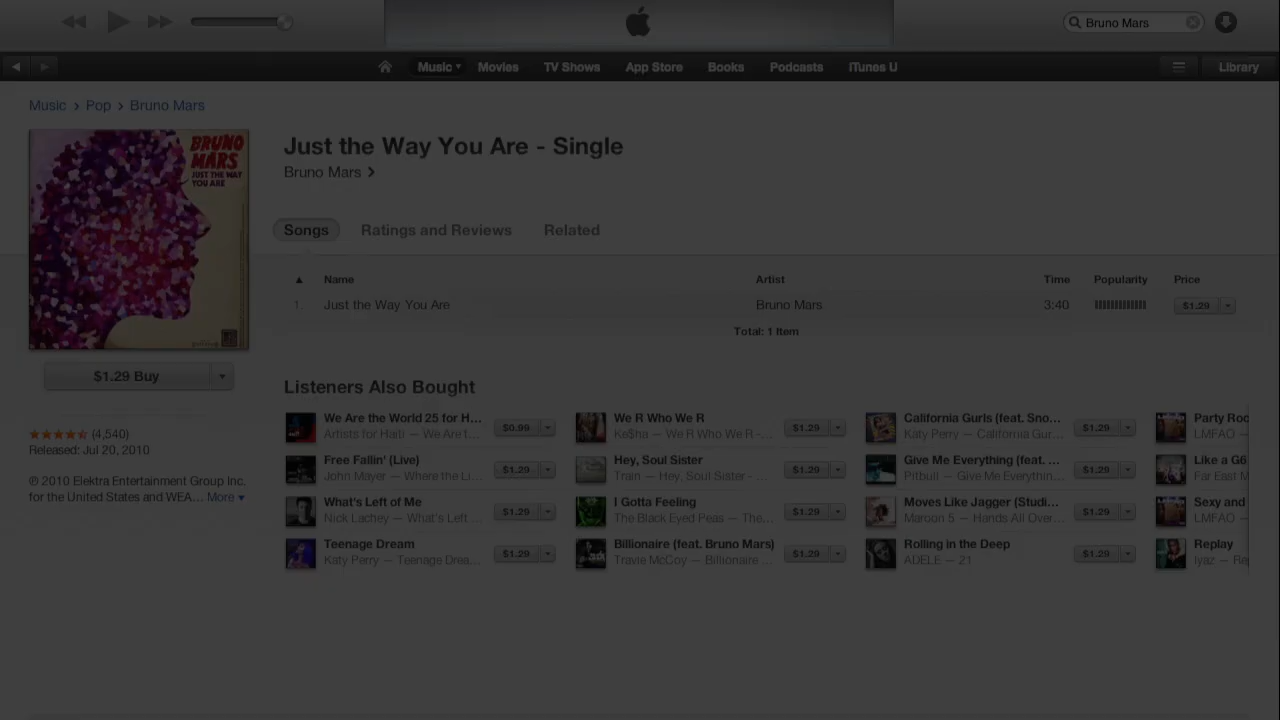 Bruno Mars
Music Movies TV Shows App Store Books Podcasts iTunes U Library
Music > Pop > Bruno Mars
BRUNO
MARS
JUST THE WAY
YOU ARE
Just the Way You Are - Single
Bruno Mars >
Songs Ratings and Reviews Related
Name Artist Time Popularity Price
1. Just the Way You Are Bruno Mars 3:40 $1.29
Total: 1 Item
$1.29 Buy
(4,540)
Released: Jul 20, 2010
℗ 2010 Elektra Entertainment Group Inc.
for the United States and WEA... More
Listeners Also Bought
We Are the World 25 for H... $0.99
Artists for Haiti — We Are t...
We R Who We R $1.29
Ke$ha — We R Who We R -...
California Gurls (feat. Sno... $1.29
Katy Perry — California Gur...
Party Roc
LMFAO —
Free Fallin' (Live) $1.29
John Mayer — Where the Li...
Hey, Soul Sister $1.29
Train — Hey, Soul Sister - ...
Give Me Everything (feat. ... $1.29
Pitbull — Give Me Everythin...
Like a G6
Far East M
What's Left of Me $1.29
Nick Lachey — What's Left ...
I Gotta Feeling $1.29
The Black Eyed Peas — The...
Moves Like Jagger (Studi... $1.29
Maroon 5 — Hands All Over...
Sexy and
LMFAO —
Teenage Dream $1.29
Katy Perry — Teenage Drea...
Billionaire (feat. Bruno Mars) $1.29
Travie McCoy — Billionaire ...
Rolling in the Deep $1.29
ADELE — 21
Replay
Iyaz — Rep